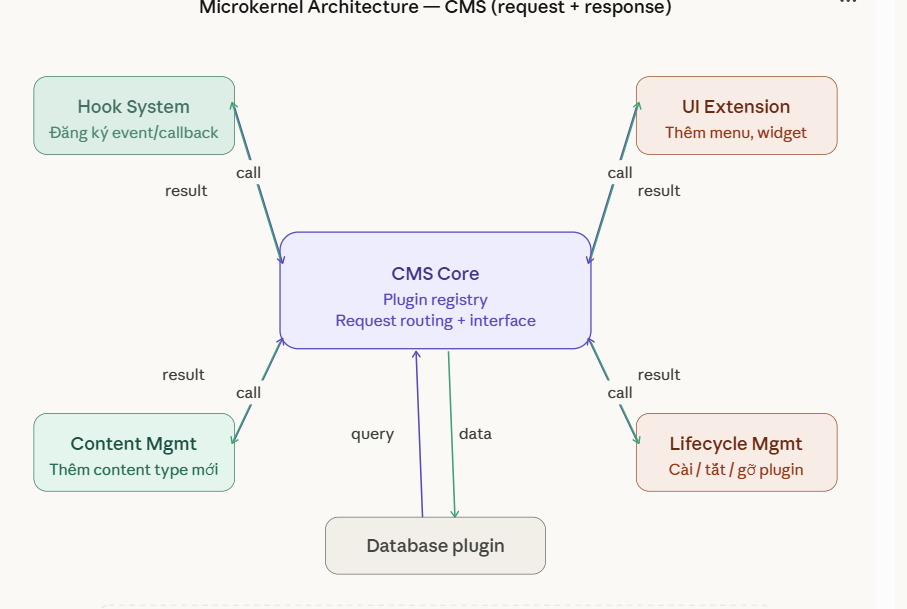 Microkernel Architecture — CMS (request + response)
Hook System
Đăng ký event/callback
UI Extension
Thêm menu, widget
call
result
call
result
CMS Core
Plugin registry
Request routing + interface
result
call
result
call
Content Mgmt
Thêm content type mới
query
data
Lifecycle Mgmt
Cài / tắt / gỡ plugin
Database plugin